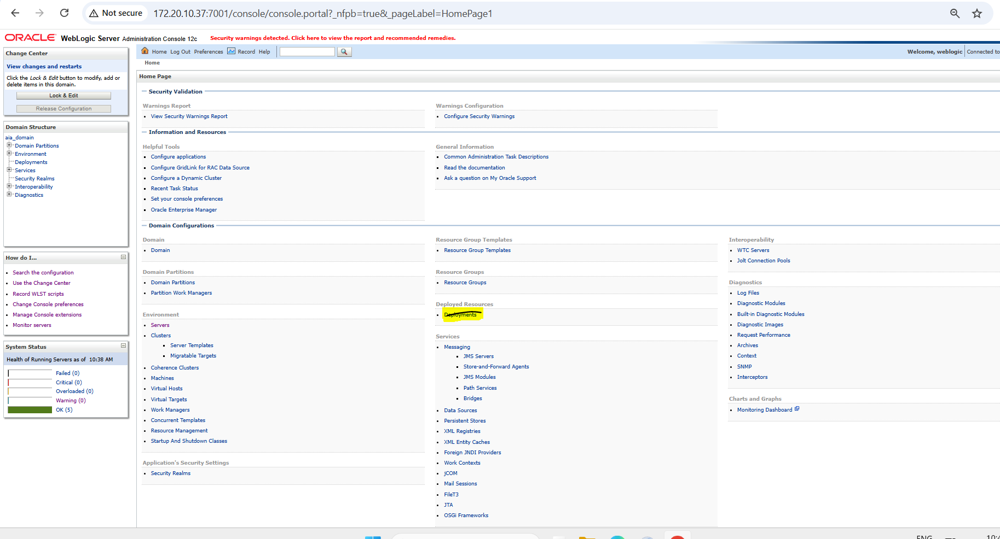 Not secure 172.20.10.37:7001/console/console.portal?_nfpb=true&_pageLabel=HomePage1
ORACLE WebLogic Server Administration Console 12c Security warnings detected. Click here to view the report and recommended remedies.
Change Center
View changes and restarts
Click the Lock & Edit button to modify, add or
delete items in this domain.
Lock & Edit
Release Configuration
Domain Structure
aia_domain
Domain Partitions
Environment
Deployments
Services
Security Realms
Interoperability
Diagnostics
How do I...
Search the configuration
Use the Change Center
Record WLST scripts
Change Console preferences
Manage Console extensions
Monitor servers
System Status
Health of Running Servers as of 10:38 AM
Failed (0)
Critical (0)
Overloaded (0)
Warning (0)
OK (5)
Home Log Out Preferences Record Help
Welcome, weblogic Connected to
Home
Home Page
Security Validation
Warnings Report
View Security Warnings Report
Warnings Configuration
Configure Security Warnings
Information and Resources
Helpful Tools
Configure applications
Configure GridLink for RAC Data Source
Configure a Dynamic Cluster
Recent Task Status
Set your console preferences
Oracle Enterprise Manager
General Information
Common Administration Task Descriptions
Read the documentation
Ask a question on My Oracle Support
Domain Configurations
Domain
Domain
Domain Partitions
Domain Partitions
Partition Work Managers
Environment
Servers
Clusters
Server Templates
Migratable Targets
Coherence Clusters
Machines
Virtual Hosts
Virtual Targets
Work Managers
Concurrent Templates
Resource Management
Startup And Shutdown Classes
Application's Security Settings
Security Realms
Resource Group Templates
Resource Group Templates
Resource Groups
Resource Groups
Deployed Resources
Deployments
Services
Messaging
JMS Servers
Store-and-Forward Agents
JMS Modules
Path Services
Bridges
Data Sources
Persistent Stores
XML Registries
XML Entity Caches
Foreign JNDI Providers
Work Contexts
jCOM
Mail Sessions
FileT3
JTA
OSGi Frameworks
Interoperability
WTC Servers
Jolt Connection Pools
Diagnostics
Log Files
Diagnostic Modules
Built-in Diagnostic Modules
Diagnostic Images
Request Performance
Archives
Context
SNMP
Interceptors
Charts and Graphs
Monitoring Dashboard
ENG